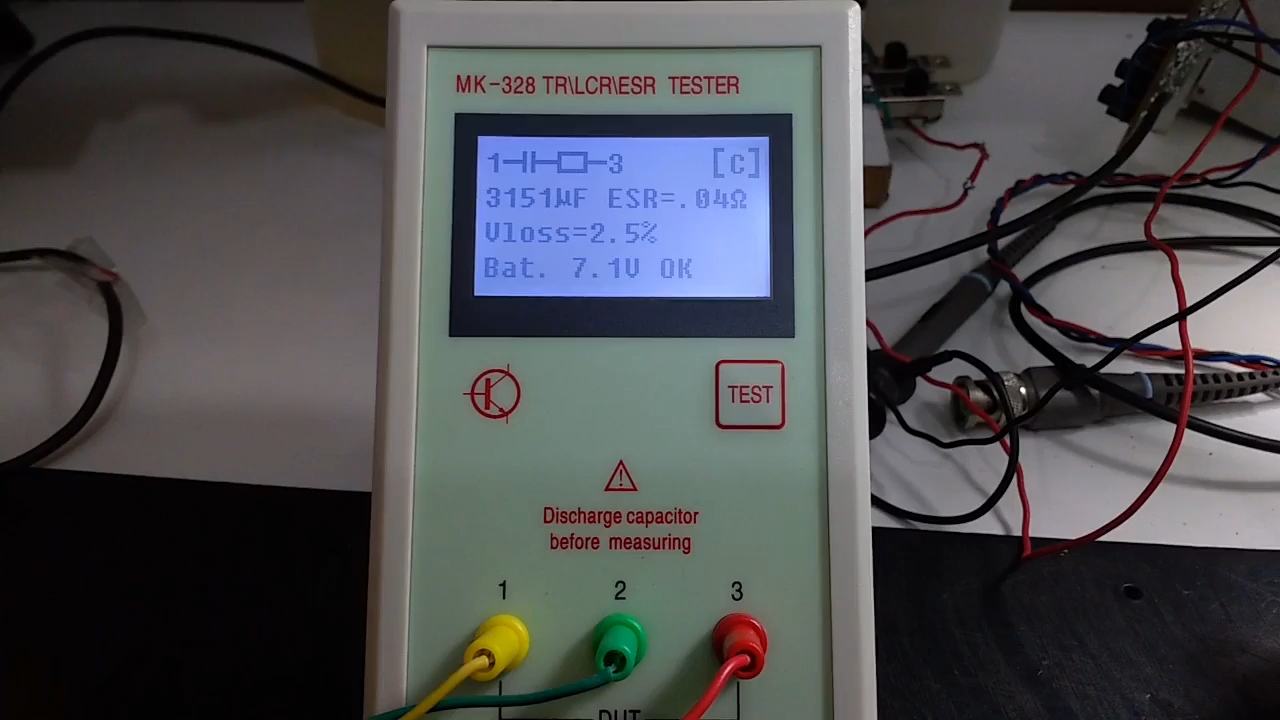 MK-328 TR\LCR\ESR TESTER
1 3 [C]
3151µF ESR=.04Ω
Vloss=2.5%
Bat. 7.1V OK
TEST
Discharge capacitor
before measuring
1 2 3
DUT